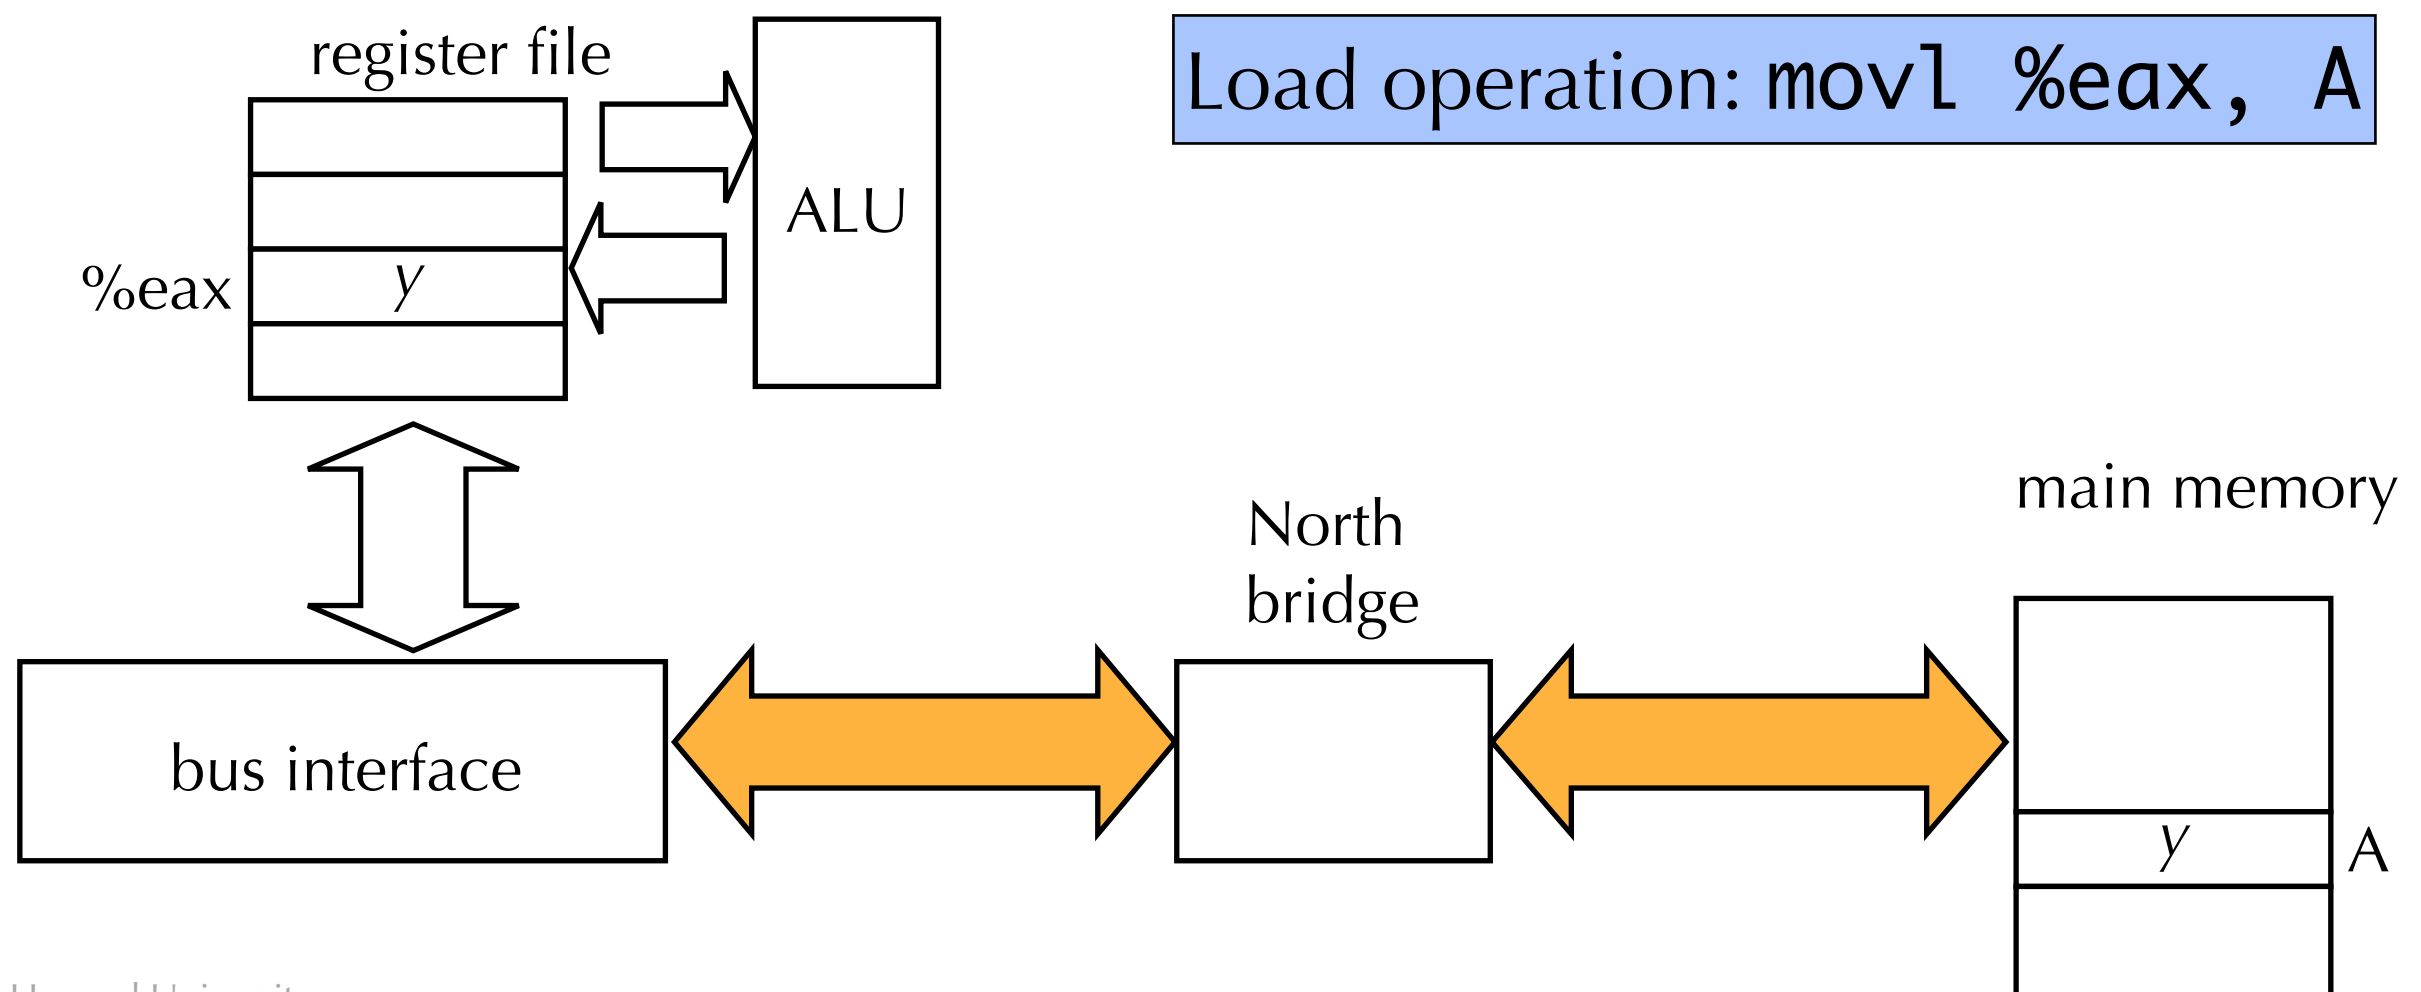 register file
Load operation: movl %eax, A
ALU
%eax
y
main memory
North
bridge
bus interface
y
A